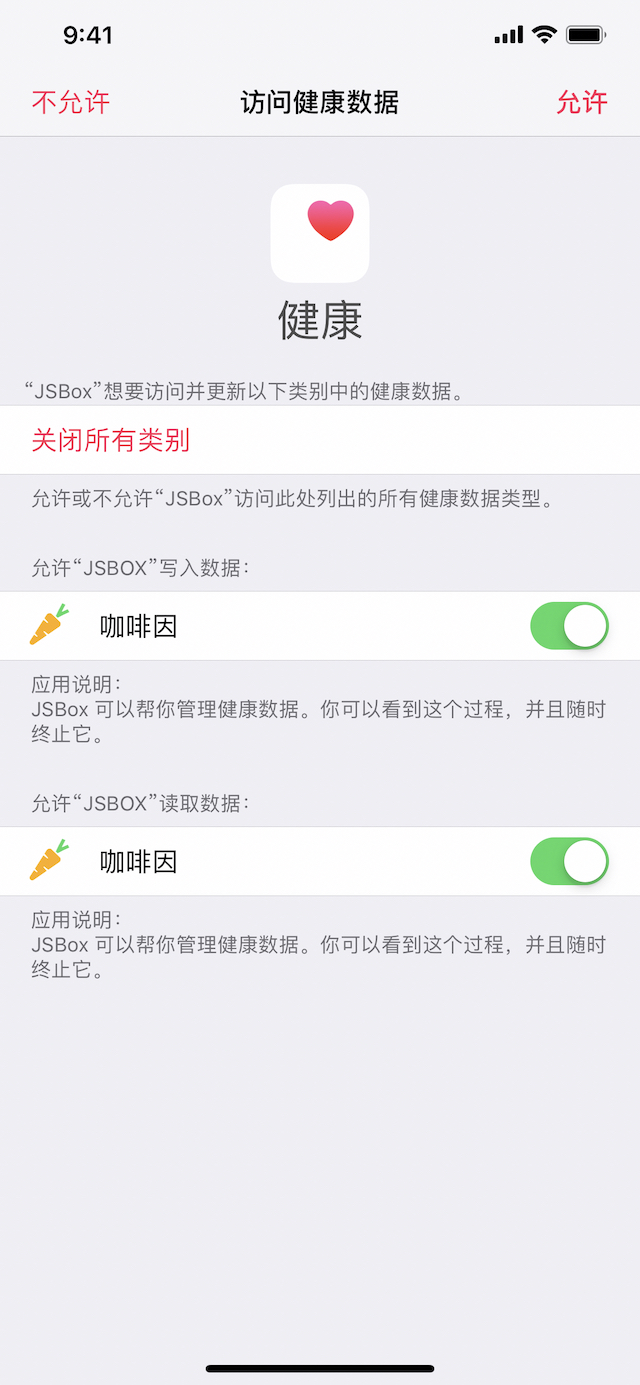 9:41
不允许 访问健康数据 允许
健康
“JSBox”想要访问并更新以下类别中的健康数据。
关闭所有类别
允许或不允许“JSBox”访问此处列出的所有健康数据类型。
允许“JSBOX”写入数据：
咖啡因
应用说明：
JSBox 可以帮你管理健康数据。你可以看到这个过程，并且随时
终止它。
允许“JSBOX”读取数据：
咖啡因
应用说明：
JSBox 可以帮你管理健康数据。你可以看到这个过程，并且随时
终止它。